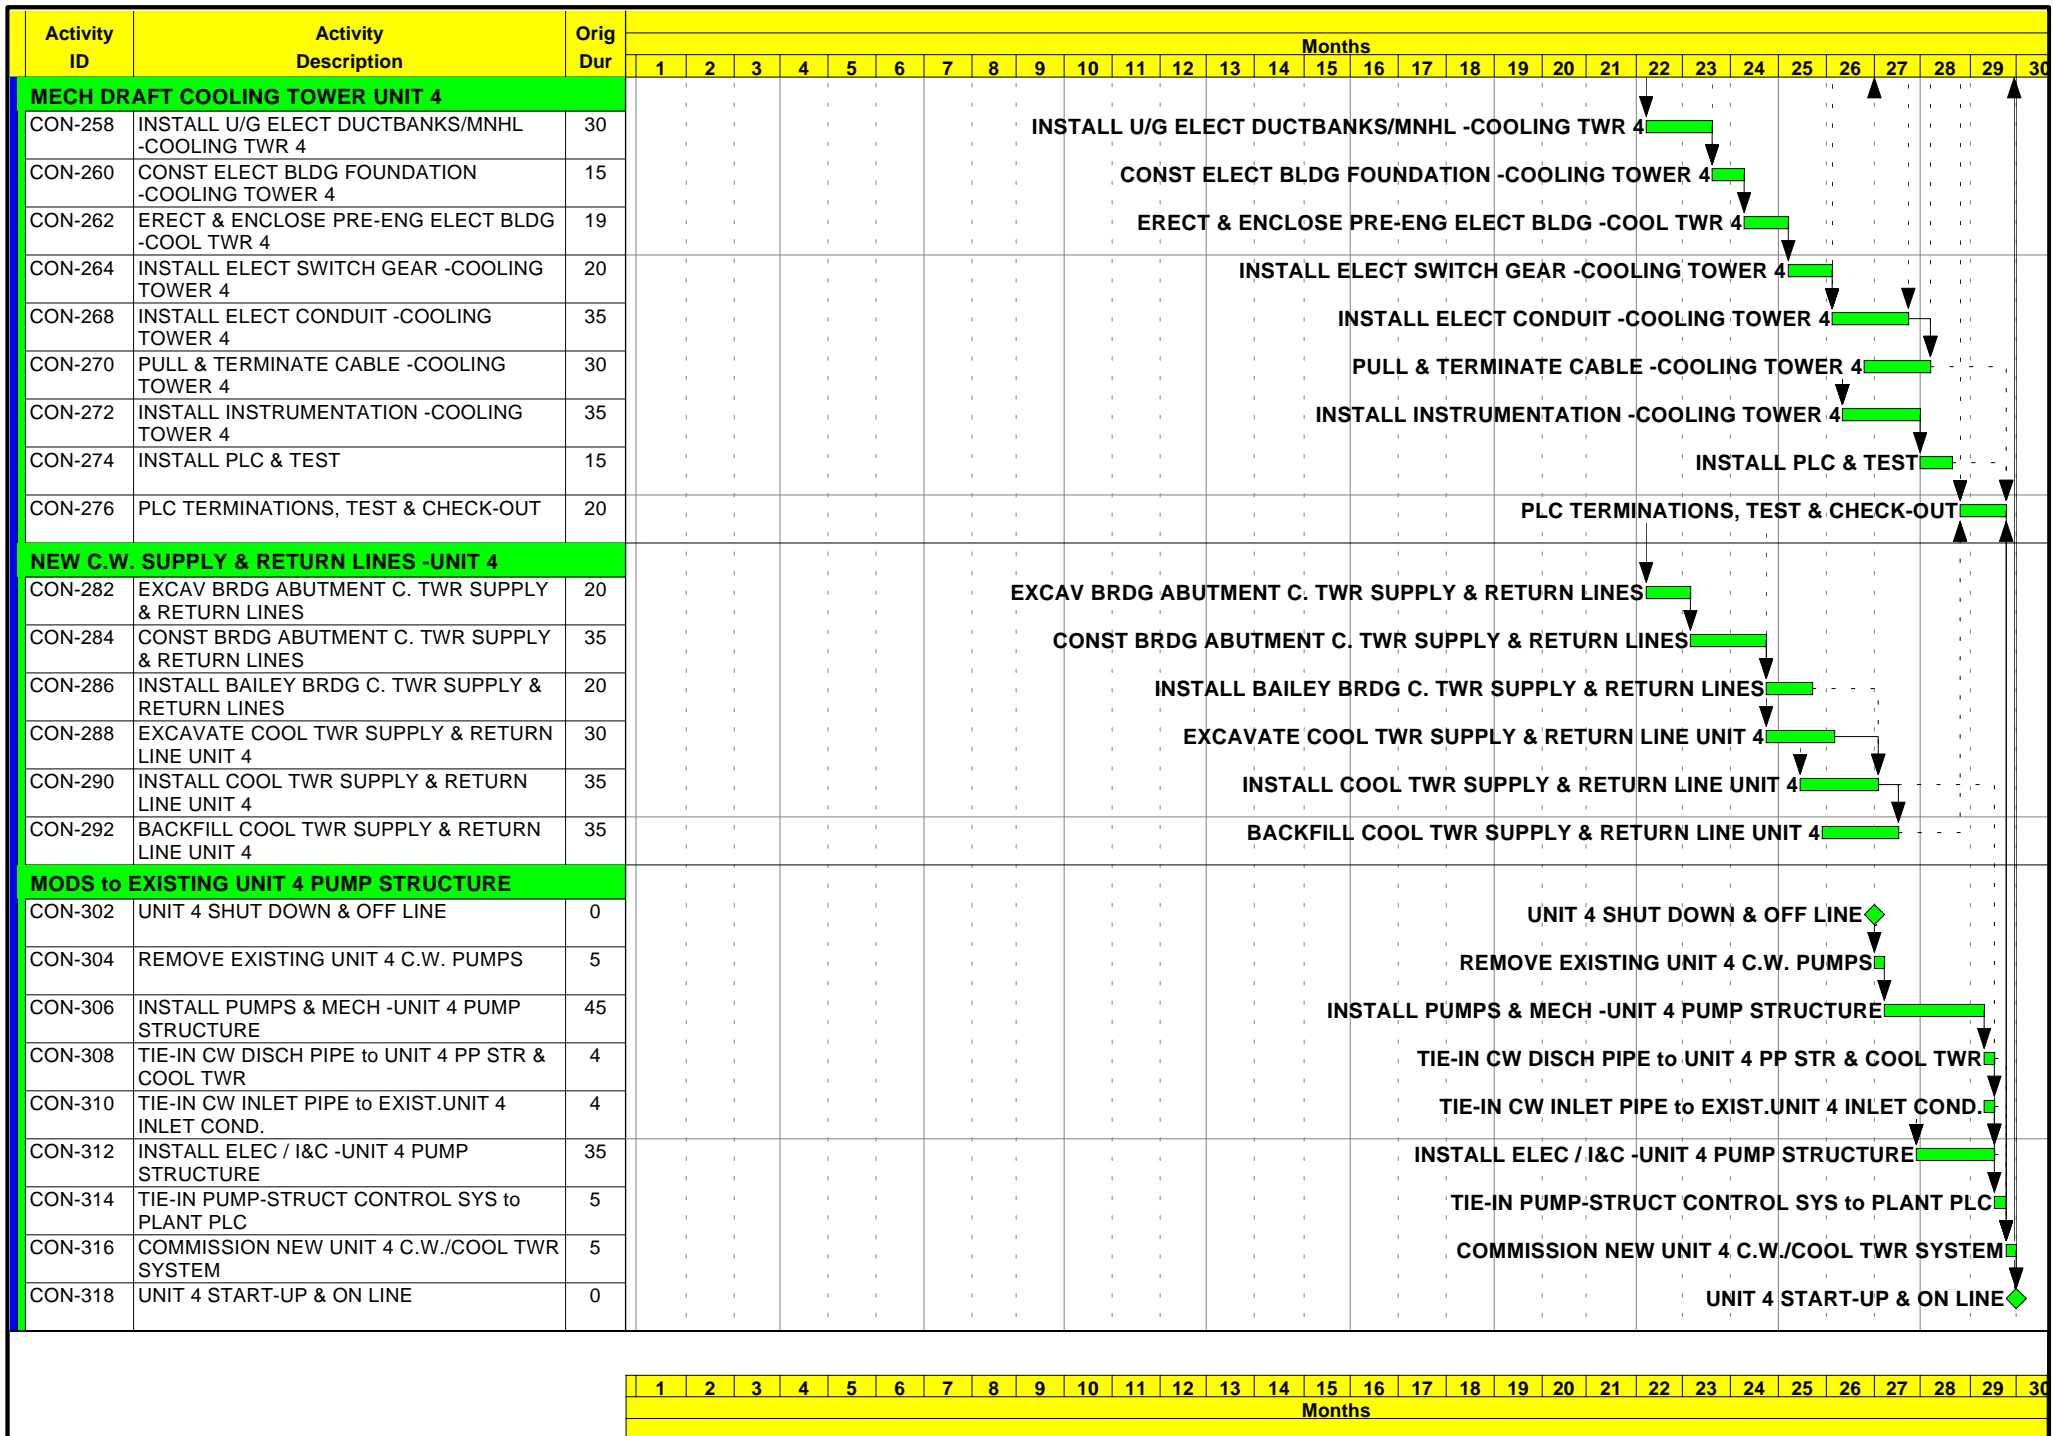 Activity Activity Orig
ID Description Dur
Months
1 2 3 4 5 6 7 8 9 10 11 12 13 14 15 16 17 18 19 20 21 22 23 24 25 26 27 28 29 30
MECH DRAFT COOLING TOWER UNIT 4
CON-258 INSTALL U/G ELECT DUCTBANKS/MNHL 30 INSTALL U/G ELECT DUCTBANKS/MNHL -COOLING TWR 4
-COOLING TWR 4
CON-260 CONST ELECT BLDG FOUNDATION 15 CONST ELECT BLDG FOUNDATION -COOLING TOWER 4
-COOLING TOWER 4
CON-262 ERECT & ENCLOSE PRE-ENG ELECT BLDG 19 ERECT & ENCLOSE PRE-ENG ELECT BLDG -COOL TWR 4
-COOL TWR 4
CON-264 INSTALL ELECT SWITCH GEAR -COOLING 20 INSTALL ELECT SWITCH GEAR -COOLING TOWER 4
TOWER 4
CON-268 INSTALL ELECT CONDUIT -COOLING 35 INSTALL ELECT CONDUIT -COOLING TOWER 4
TOWER 4
CON-270 PULL & TERMINATE CABLE -COOLING 30 PULL & TERMINATE CABLE -COOLING TOWER 4
TOWER 4
CON-272 INSTALL INSTRUMENTATION -COOLING 35 INSTALL INSTRUMENTATION -COOLING TOWER 4
TOWER 4
CON-274 INSTALL PLC & TEST 15 INSTALL PLC & TEST
CON-276 PLC TERMINATIONS, TEST & CHECK-OUT 20 PLC TERMINATIONS, TEST & CHECK-OUT
NEW C.W. SUPPLY & RETURN LINES -UNIT 4
CON-282 EXCAV BRDG ABUTMENT C. TWR SUPPLY 20 EXCAV BRDG ABUTMENT C. TWR SUPPLY & RETURN LINES
& RETURN LINES
CON-284 CONST BRDG ABUTMENT C. TWR SUPPLY 35 CONST BRDG ABUTMENT C. TWR SUPPLY & RETURN LINES
& RETURN LINES
CON-286 INSTALL BAILEY BRDG C. TWR SUPPLY & 20 INSTALL BAILEY BRDG C. TWR SUPPLY & RETURN LINES
RETURN LINES
CON-288 EXCAVATE COOL TWR SUPPLY & RETURN 30 EXCAVATE COOL TWR SUPPLY & RETURN LINE UNIT 4
LINE UNIT 4
CON-290 INSTALL COOL TWR SUPPLY & RETURN 35 INSTALL COOL TWR SUPPLY & RETURN LINE UNIT 4
LINE UNIT 4
CON-292 BACKFILL COOL TWR SUPPLY & RETURN 35 BACKFILL COOL TWR SUPPLY & RETURN LINE UNIT 4
LINE UNIT 4
MODS to EXISTING UNIT 4 PUMP STRUCTURE
CON-302 UNIT 4 SHUT DOWN & OFF LINE 0 UNIT 4 SHUT DOWN & OFF LINE
CON-304 REMOVE EXISTING UNIT 4 C.W. PUMPS 5 REMOVE EXISTING UNIT 4 C.W. PUMPS
CON-306 INSTALL PUMPS & MECH -UNIT 4 PUMP 45 INSTALL PUMPS & MECH -UNIT 4 PUMP STRUCTURE
STRUCTURE
CON-308 TIE-IN CW DISCH PIPE to UNIT 4 PP STR & 4 TIE-IN CW DISCH PIPE to UNIT 4 PP STR & COOL TWR
COOL TWR
CON-310 TIE-IN CW INLET PIPE to EXIST.UNIT 4 4 TIE-IN CW INLET PIPE to EXIST.UNIT 4 INLET COND.
INLET COND.
CON-312 INSTALL ELEC / I&C -UNIT 4 PUMP 35 INSTALL ELEC / I&C -UNIT 4 PUMP STRUCTURE
STRUCTURE
CON-314 TIE-IN PUMP-STRUCT CONTROL SYS to 5 TIE-IN PUMP-STRUCT CONTROL SYS to PLANT PLC
PLANT PLC
CON-316 COMMISSION NEW UNIT 4 C.W./COOL TWR 5 COMMISSION NEW UNIT 4 C.W./COOL TWR SYSTEM
SYSTEM
CON-318 UNIT 4 START-UP & ON LINE 0 UNIT 4 START-UP & ON LINE
1 2 3 4 5 6 7 8 9 10 11 12 13 14 15 16 17 18 19 20 21 22 23 24 25 26 27 28 29 30
Months